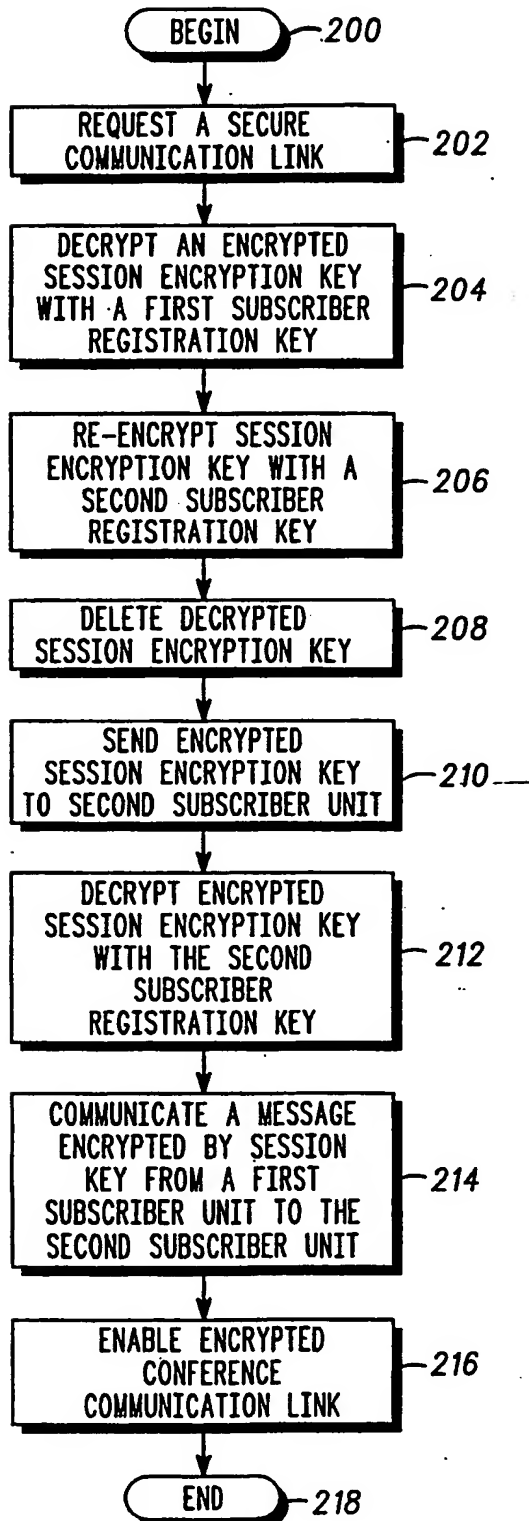 BEGIN
200
REQUEST A SECURE
COMMUNICATION LINK
202
DECRYPT AN ENCRYPTED
SESSION ENCRYPTION KEY
WITH A FIRST SUBSCRIBER
REGISTRATION KEY
204
RE-ENCRYPT SESSION
ENCRYPTION KEY WITH A
SECOND SUBSCRIBER
REGISTRATION KEY
206
DELETE DECRYPTED
SESSION ENCRYPTION KEY
208
SEND ENCRYPTED
SESSION ENCRYPTION KEY
TO SECOND SUBSCRIBER UNIT
210
DECRYPT ENCRYPTED
SESSION ENCRYPTION KEY
WITH THE SECOND
SUBSCRIBER
REGISTRATION KEY
212
COMMUNICATE A MESSAGE
ENCRYPTED BY SESSION
KEY FROM A FIRST
SUBSCRIBER UNIT TO THE
SECOND SUBSCRIBER UNIT
214
ENABLE ENCRYPTED
CONFERENCE
COMMUNICATION LINK
216
END
218